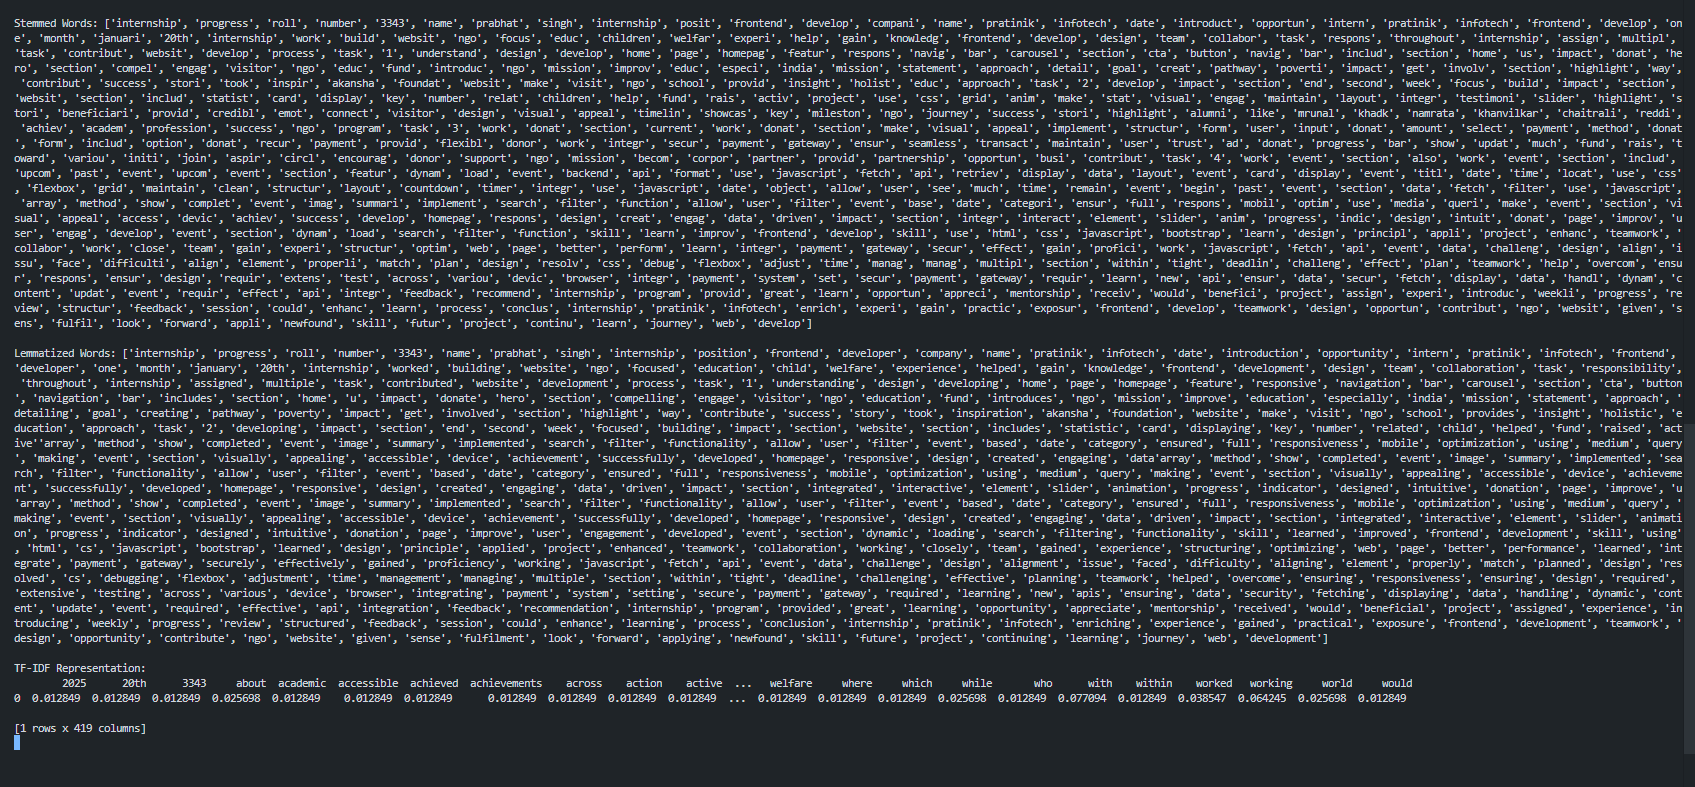 Stemmed Words: ['internship', 'progress', 'roll', 'number', '3343', 'name', 'prabhat', 'singh', 'internship', 'posit', 'frontend', 'develop', 'compani', 'name', 'pratinik', 'infotech', 'date', 'introduct', 'opportun', 'intern', 'pratinik', 'infotech', 'frontend', 'develop', 'on
e', 'month', 'januari', '20th', 'internship', 'work', 'build', 'websit', 'ngo', 'focus', 'educ', 'children', 'welfar', 'experi', 'help', 'gain', 'knowledg', 'frontend', 'develop', 'design', 'team', 'collabor', 'task', 'respons', 'throughout', 'internship', 'assign', 'multipl',
'task', 'contribut', 'websit', 'develop', 'process', 'task', '1', 'understand', 'design', 'develop', 'home', 'page', 'homepag', 'featur', 'respons', 'navig', 'bar', 'carousel', 'section', 'cta', 'button', 'navig', 'bar', 'includ', 'section', 'home', 'us', 'impact', 'donat', 'he
ro', 'section', 'compel', 'engag', 'visitor', 'ngo', 'educ', 'fund', 'introduc', 'ngo', 'mission', 'improv', 'educ', 'especi', 'india', 'mission', 'statement', 'approach', 'detail', 'goal', 'creat', 'pathway', 'poverti', 'impact', 'get', 'involv', 'section', 'highlight', 'way',
'contribut', 'success', 'stori', 'took', 'inspir', 'akansha', 'foundat', 'websit', 'make', 'visit', 'ngo', 'school', 'provid', 'insight', 'holist', 'educ', 'approach', 'task', '2', 'develop', 'impact', 'section', 'end', 'second', 'week', 'focus', 'build', 'impact', 'section',
'websit', 'section', 'includ', 'statist', 'card', 'display', 'key', 'number', 'relat', 'children', 'help', 'fund', 'rais', 'activ', 'project', 'use', 'css', 'grid', 'anim', 'make', 'stat', 'visual', 'engag', 'maintain', 'layout', 'integr', 'testimoni', 'slider', 'highlight', 's
tori', 'beneficiari', 'provid', 'credibl', 'emot', 'connect', 'visitor', 'design', 'visual', 'appeal', 'timelin', 'showcas', 'key', 'mileston', 'ngo', 'journey', 'success', 'stori', 'highlight', 'alumni', 'like', 'mrunal', 'khadk', 'namrata', 'khanvilkar', 'chaitrali', 'reddi',
'achiev', 'academ', 'profession', 'success', 'ngo', 'program', 'task', '3', 'work', 'donat', 'section', 'current', 'work', 'donat', 'section', 'make', 'visual', 'appeal', 'implement', 'structur', 'form', 'user', 'input', 'donat', 'amount', 'select', 'payment', 'method', 'donat'
, 'form', 'includ', 'option', 'donat', 'recur', 'payment', 'provid', 'flexibl', 'donor', 'work', 'integr', 'secur', 'payment', 'gateway', 'ensur', 'seamless', 'transact', 'maintain', 'user', 'trust', 'ad', 'donat', 'progress', 'bar', 'show', 'updat', 'much', 'fund', 'rais', 't
oward', 'variou', 'initi', 'join', 'aspir', 'circl', 'encourag', 'donor', 'support', 'ngo', 'mission', 'becom', 'corpor', 'partner', 'provid', 'partnership', 'opportun', 'busi', 'contribut', 'task', '4', 'work', 'event', 'section', 'also', 'work', 'event', 'section', 'includ',
'upcom', 'past', 'event', 'upcom', 'event', 'section', 'featur', 'dynam', 'load', 'event', 'backend', 'api', 'format', 'use', 'javascript', 'fetch', 'api', 'retriev', 'display', 'data', 'layout', 'event', 'card', 'display', 'event', 'titl', 'date', 'time', 'locat', 'use', 'css'
, 'flexbox', 'grid', 'maintain', 'clean', 'structur', 'layout', 'countdown', 'timer', 'integr', 'use', 'javascript', 'date', 'object', 'allow', 'user', 'see', 'much', 'time', 'remain', 'event', 'begin', 'past', 'event', 'section', 'data', 'fetch', 'filter', 'use', 'javascript',
'array', 'method', 'show', 'complet', 'event', 'imag', 'summari', 'implement', 'search', 'filter', 'function', 'allow', 'user', 'filter', 'event', 'base', 'date', 'categori', 'ensur', 'full', 'respons', 'mobil', 'optim', 'use', 'media', 'queri', 'make', 'event', 'section', 'vi
sual', 'appeal', 'access', 'devic', 'achiev', 'success', 'develop', 'homepag', 'respons', 'design', 'creat', 'engag', 'data', 'driven', 'impact', 'section', 'integr', 'interact', 'element', 'slider', 'anim', 'progress', 'indic', 'design', 'intuit', 'donat', 'page', 'improv', 'u
ser', 'engag', 'develop', 'event', 'section', 'dynam', 'load', 'search', 'filter', 'function', 'skill', 'learn', 'improv', 'frontend', 'develop', 'skill', 'use', 'html', 'css', 'javascript', 'bootstrap', 'learn', 'design', 'principl', 'appli', 'project', 'enhanc', 'teamwork', '
collabor', 'work', 'close', 'team', 'gain', 'experi', 'structur', 'optim', 'web', 'page', 'better', 'perform', 'learn', 'integr', 'payment', 'gateway', 'secur', 'effect', 'gain', 'profici', 'work', 'javascript', 'fetch', 'api', 'event', 'data', 'challeng', 'design', 'align', 'i
ssu', 'face', 'difficulti', 'align', 'element', 'properli', 'match', 'plan', 'design', 'resolv', 'css', 'debug', 'flexbox', 'adjust', 'time', 'manag', 'manag', 'multipl', 'section', 'within', 'tight', 'deadlin', 'challeng', 'effect', 'plan', 'teamwork', 'help', 'overcom', 'ensu
r', 'respons', 'ensur', 'design', 'requir', 'extens', 'test', 'across', 'variou', 'devic', 'browser', 'integr', 'payment', 'system', 'set', 'secur', 'payment', 'gateway', 'requir', 'learn', 'new', 'api', 'ensur', 'data', 'secur', 'fetch', 'display', 'data', 'handl', 'dynam', 'c
ontent', 'updat', 'event', 'requir', 'effect', 'api', 'integr', 'feedback', 'recommend', 'internship', 'program', 'provid', 'great', 'learn', 'opportun', 'appreci', 'mentorship', 'receiv', 'would', 'benefici', 'project', 'assign', 'experi', 'introduc', 'weekli', 'progress', 're
view', 'structur', 'feedback', 'session', 'could', 'enhanc', 'learn', 'process', 'conclus', 'internship', 'pratinik', 'infotech', 'enrich', 'experi', 'gain', 'practic', 'exposur', 'frontend', 'develop', 'teamwork', 'design', 'opportun', 'contribut', 'ngo', 'websit', 'given', 's
ens', 'fulfil', 'look', 'forward', 'appli', 'newfound', 'skill', 'futur', 'project', 'continu', 'learn', 'journey', 'web', 'develop']
Lemmatized Words: ['internship', 'progress', 'roll', 'number', '3343', 'name', 'prabhat', 'singh', 'internship', 'position', 'frontend', 'developer', 'company', 'name', 'pratinik', 'infotech', 'date', 'introduction', 'opportunity', 'intern', 'pratinik', 'infotech', 'frontend',
'developer', 'one', 'month', 'january', '20th', 'internship', 'worked', 'building', 'website', 'ngo', 'focused', 'education', 'child', 'welfare', 'experience', 'helped', 'gain', 'knowledge', 'frontend', 'development', 'design', 'team', 'collaboration', 'task', 'responsibility',
'throughout', 'internship', 'assigned', 'multiple', 'task', 'contributed', 'website', 'development', 'process', 'task', '1', 'understanding', 'design', 'developing', 'home', 'page', 'homepage', 'feature', 'responsive', 'navigation', 'bar', 'carousel', 'section', 'cta', 'button'
, 'navigation', 'bar', 'includes', 'section', 'home', 'u', 'impact', 'donate', 'hero', 'section', 'compelling', 'engage', 'visitor', 'ngo', 'education', 'fund', 'introduces', 'ngo', 'mission', 'improve', 'education', 'especially', 'india', 'mission', 'statement', 'approach', '
detailing', 'goal', 'creating', 'pathway', 'poverty', 'impact', 'get', 'involved', 'section', 'highlight', 'way', 'contribute', 'success', 'story', 'took', 'inspiration', 'akansha', 'foundation', 'website', 'make', 'visit', 'ngo', 'school', 'provides', 'insight', 'holistic', 'e
ducation', 'approach', 'task', '2', 'developing', 'impact', 'section', 'end', 'second', 'week', 'focused', 'building', 'impact', 'section', 'website', 'section', 'includes', 'statistic', 'card', 'displaying', 'key', 'number', 'related', 'child', 'helped', 'fund', 'raised', 'act
ive''array', 'method', 'show', 'completed', 'event', 'image', 'summary', 'implemented', 'search', 'filter', 'functionality', 'allow', 'user', 'filter', 'event', 'based', 'date', 'category', 'ensured', 'full', 'responsiveness', 'mobile', 'optimization', 'using', 'medium', 'query'
, 'making', 'event', 'section', 'visually', 'appealing', 'accessible', 'device', 'achievement', 'successfully', 'developed', 'homepage', 'responsive', 'design', 'created', 'engaging', 'data'array', 'method', 'show', 'completed', 'event', 'image', 'summary', 'implemented', 'sea
rch', 'filter', 'functionality', 'allow', 'user', 'filter', 'event', 'based', 'date', 'category', 'ensured', 'full', 'responsiveness', 'mobile', 'optimization', 'using', 'medium', 'query', 'making', 'event', 'section', 'visually', 'appealing', 'accessible', 'device', 'achieveme
nt', 'successfully', 'developed', 'homepage', 'responsive', 'design', 'created', 'engaging', 'data', 'driven', 'impact', 'section', 'integrated', 'interactive', 'element', 'slider', 'animation', 'progress', 'indicator', 'designed', 'intuitive', 'donation', 'page', 'improve', 'u
'array', 'method', 'show', 'completed', 'event', 'image', 'summary', 'implemented', 'search', 'filter', 'functionality', 'allow', 'user', 'filter', 'event', 'based', 'date', 'category', 'ensured', 'full', 'responsiveness', 'mobile', 'optimization', 'using', 'medium', 'query', '
making', 'event', 'section', 'visually', 'appealing', 'accessible', 'device', 'achievement', 'successfully', 'developed', 'homepage', 'responsive', 'design', 'created', 'engaging', 'data', 'driven', 'impact', 'section', 'integrated', 'interactive', 'element', 'slider', 'animati
on', 'progress', 'indicator', 'designed', 'intuitive', 'donation', 'page', 'improve', 'user', 'engagement', 'developed', 'event', 'section', 'dynamic', 'loading', 'search', 'filtering', 'functionality', 'skill', 'learned', 'improved', 'frontend', 'development', 'skill', 'using'
, 'html', 'cs', 'javascript', 'bootstrap', 'learned', 'design', 'principle', 'applied', 'project', 'enhanced', 'teamwork', 'collaboration', 'working', 'closely', 'team', 'gained', 'experience', 'structuring', 'optimizing', 'web', 'page', 'better', 'performance', 'learned', 'int
egrate', 'payment', 'gateway', 'securely', 'effectively', 'gained', 'proficiency', 'working', 'javascript', 'fetch', 'api', 'event', 'data', 'challenge', 'design', 'alignment', 'issue', 'faced', 'difficulty', 'aligning', 'element', 'properly', 'match', 'planned', 'design', 'res
olved', 'cs', 'debugging', 'flexbox', 'adjustment', 'time', 'management', 'managing', 'multiple', 'section', 'within', 'tight', 'deadline', 'challenging', 'effective', 'planning', 'teamwork', 'helped', 'overcome', 'ensuring', 'responsiveness', 'ensuring', 'design', 'required',
'extensive', 'testing', 'across', 'various', 'device', 'browser', 'integrating', 'payment', 'system', 'setting', 'secure', 'payment', 'gateway', 'required', 'learning', 'new', 'apis', 'ensuring', 'data', 'security', 'fetching', 'displaying', 'data', 'handling', 'dynamic', 'cont
ent', 'update', 'event', 'required', 'effective', 'api', 'integration', 'feedback', 'recommendation', 'internship', 'program', 'provided', 'great', 'learning', 'opportunity', 'appreciate', 'mentorship', 'received', 'would', 'beneficial', 'project', 'assigned', 'experience', 'in
troducing', 'weekly', 'progress', 'review', 'structured', 'feedback', 'session', 'could', 'enhance', 'learning', 'process', 'conclusion', 'internship', 'pratinik', 'infotech', 'enriching', 'experience', 'gained', 'practical', 'exposure', 'frontend', 'development', 'teamwork', '
design', 'opportunity', 'contribute', 'ngo', 'website', 'given', 'sense', 'fulfilment', 'look', 'forward', 'applying', 'newfound', 'skill', 'future', 'project', 'continuing', 'learning', 'journey', 'web', 'development']
TF-IDF Representation:
2025 20th 3343 about academic accessible achieved achievements across action active ... welfare where which while who with within worked working world would
0 0.012849 0.012849 0.012849 0.025698 0.012849 0.012849 0.012849 0.012849 0.012849 0.012849 0.012849 ... 0.012849 0.012849 0.012849 0.025698 0.012849 0.077094 0.012849 0.038547 0.064245 0.025698 0.012849
[1 rows x 419 columns]